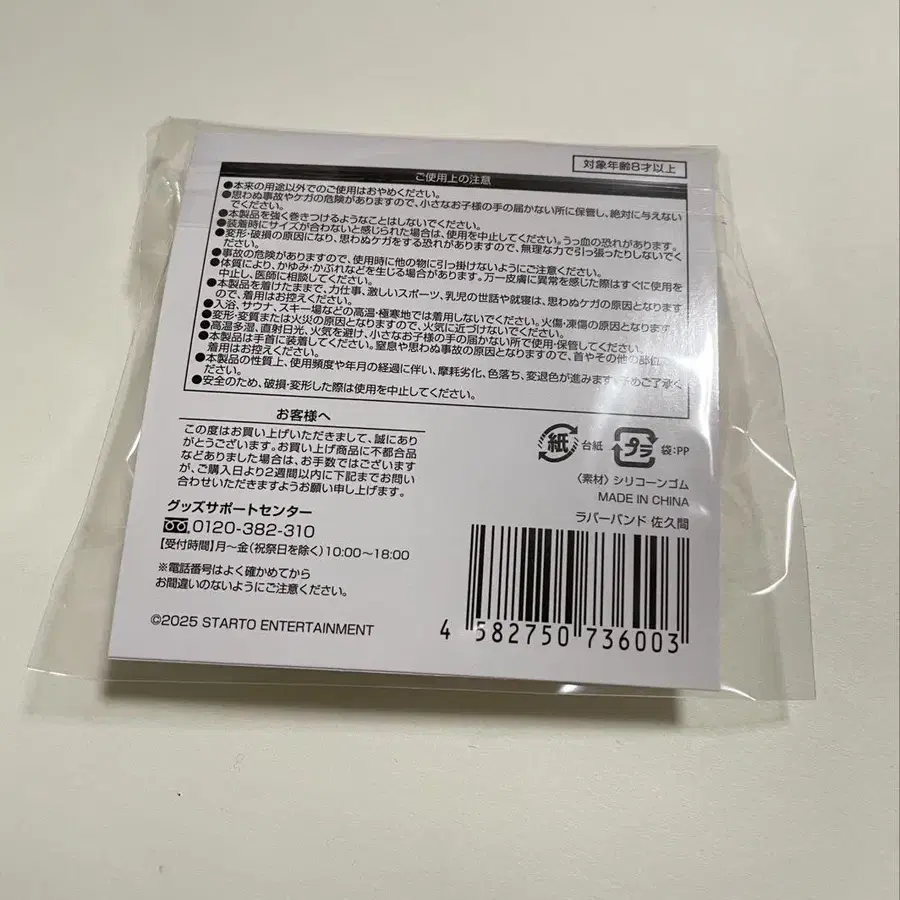 対象年齢8才以上
ご使用上の注意
●本来の用途以外でのご使用はおやめください。
●思わぬ事故やケガの危険がありますので、小さなお子様の手の届かない所に保管し、絶対に与えない
でください。
●本製品を強く巻きつけるようなことはしないでください。
●装着時にサイズが合わないと感じられた場合は、使用を中止してください。うっ血の恐れがあります。
●変形・破損の原因になり、思わぬケガをする恐れがありますので、無理な力で引っ張ったりしないでく
ださい。
●事故の危険がありますので、使用時に他の物に引っ掛けないようにご注意ください。
●体質により、かゆみ・かぶれなどを生じる場合があります。万一皮膚に異常を感じた際はすぐに使用を
中止し、医師に相談してください。
●本製品を着けたままで、力仕事、激しいスポーツ、乳児の世話や就寝は、思わぬケガの原因となります
ので、着用はお控えください。
●入浴、サウナ、スキー場などの高温・極寒地では着用しないでください。火傷・凍傷の原因になります。
●変形・変質または火災の原因となりますので、火気に近づけないでください。
●高温多湿、直射日光、火気を避け、小さなお子様の手の届かない所で使用・保管してください。
●本製品は手首に装着してください。窒息や思わぬ事故の原因となりますので、首やその他の部位
着用はお控えください。
●本製品の性質上、使用頻度や年月の経過に伴い、摩耗劣化、色落ち、変退色が進みます。予めご了承く
ださい。
●安全のため、破損・変形した際は使用を中止してください。
お客様へ
この度はお買い上げいただきまして、誠にあり
がとうございます。お買い上げ商品に不都合品
などありました場合は、お手数ではございます
が、ご購入日より2週間以内に下記までお問い
合わせいただきますようお願い申し上げます。
グッズサポートセンター
0120-382-310
【受付時間】月〜金(祝祭日を除く)10:00〜18:00
※電話番号はよく確かめてから
お間違いのないようにご注意ください。
©2025 STARTO ENTERTAINMENT
紙 台紙 プラ 袋:PP
〈素材〉シリコーンゴム
MADE IN CHINA
ラバーバンド 佐久間
4 582750 736003